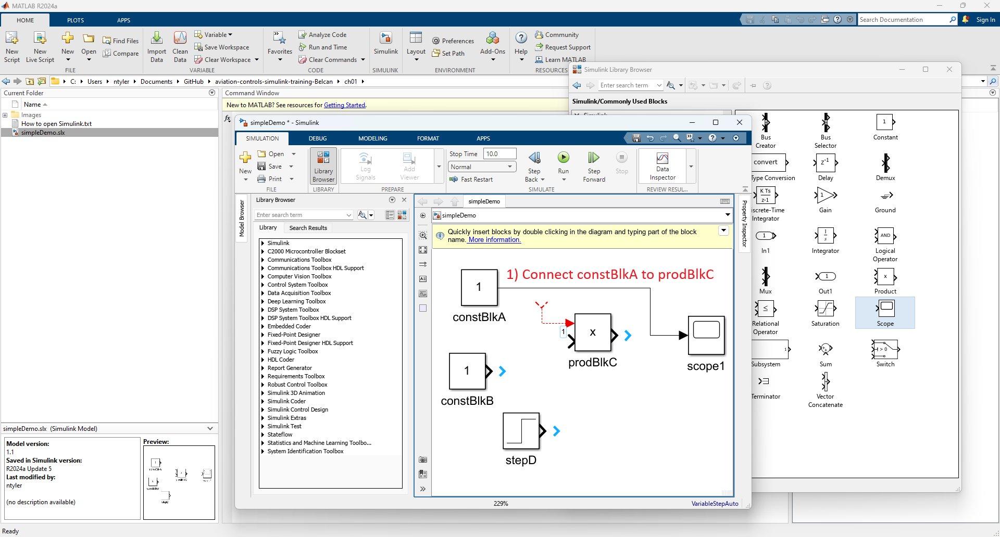 MATLAB R2024a
HOME PLOTS APPS
Search Documentation
Sign In
New Script
New Live Script
New
Open
Find Files
Compare
FILE
Import Data
Clean Data
Variable
Save Workspace
Clear Workspace
VARIABLE
Favorites
Analyze Code
Run and Time
Clear Commands
CODE
Simulink
SIMULINK
Layout
Preferences
Set Path
Add-Ons
ENVIRONMENT
Help
Community
Request Support
Learn MATLAB
RESOURCES
C: Users ntyler Documents GitHub aviation-controls-simulink-training-Belcan ch01
Current Folder
Name
Images
How to open Simulink.txt
simpleDemo.slx
simpleDemo.slx (Simulink Model)
Model version:
1.1
Saved in Simulink version:
R2024a Update 5
Last modified by:
ntyler
(no description available)
Preview:
Ready
Command Window
New to MATLAB? See resources for Getting Started.
fx
simpleDemo * - Simulink
SIMULATION DEBUG MODELING FORMAT APPS
New
Open
Save
Print
FILE
Library Browser
LIBRARY
Log Signals
Add Viewer
PREPARE
Stop Time 10.0
Normal
Fast Restart
Step Back
Run
Step Forward
Stop
SIMULATE
Data Inspector
REVIEW RESUL...
Model Browser
Library Browser
Enter search term
Library Search Results
Simulink
C2000 Microcontroller Blockset
Communications Toolbox
Communications Toolbox HDL Support
Computer Vision Toolbox
Control System Toolbox
Data Acquisition Toolbox
Deep Learning Toolbox
DSP System Toolbox
DSP System Toolbox HDL Support
Embedded Coder
Fixed-Point Designer
Fixed-Point Designer HDL Support
Fuzzy Logic Toolbox
HDL Coder
Report Generator
Requirements Toolbox
Robust Control Toolbox
Simulink 3D Animation
Simulink Coder
Simulink Control Design
Simulink Extras
Simulink Test
Stateflow
Statistics and Machine Learning Toolbo...
System Identification Toolbox
simpleDemo
simpleDemo
Quickly insert blocks by double clicking in the diagram and typing part of the block
name. More information.
Property Inspector
1) Connect constBlkA to prodBlkC
1
constBlkA
1
x
prodBlkC
scope1
1
constBlkB
stepD
229%
VariableStepAuto
Simulink Library Browser
Enter search term
Simulink/Commonly Used Blocks
Bus Creator
Bus Selector
1
Constant
convert
Type Conversion
z-1
Delay
Demux
K Ts
z-1
iscrete-Time Integrator
1
Gain
Ground
1
In1
1
s
Integrator
AND
Logical Operator
Mux
1
Out1
x
Product
≤
Relational Operator
Saturation
Scope
1
Subsystem
Sum
> 0
Switch
Terminator
Vector Concatenate